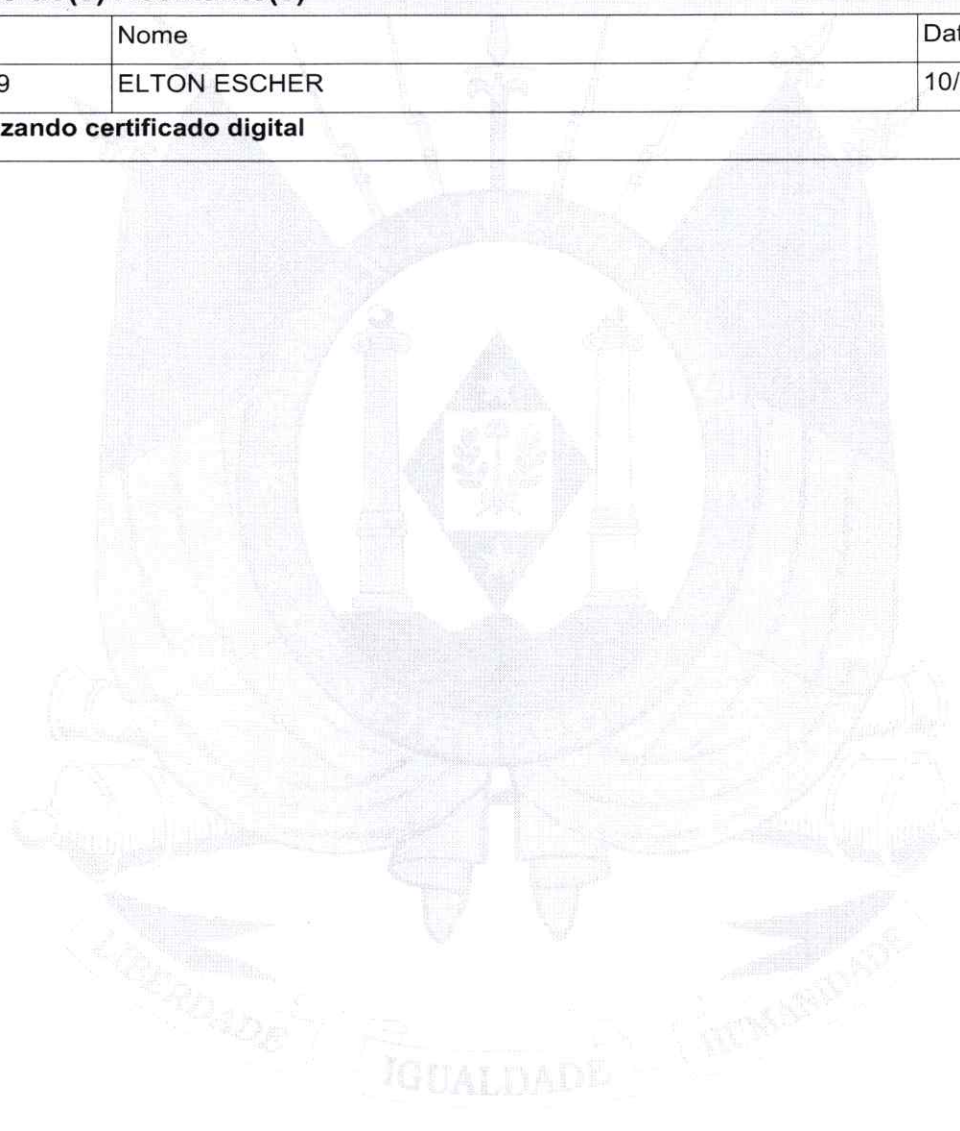 Nome Dat
9 ELTON ESCHER 10/
zando certificado digital
LIBERDADE
IGUALDADE
HUMANIDADE